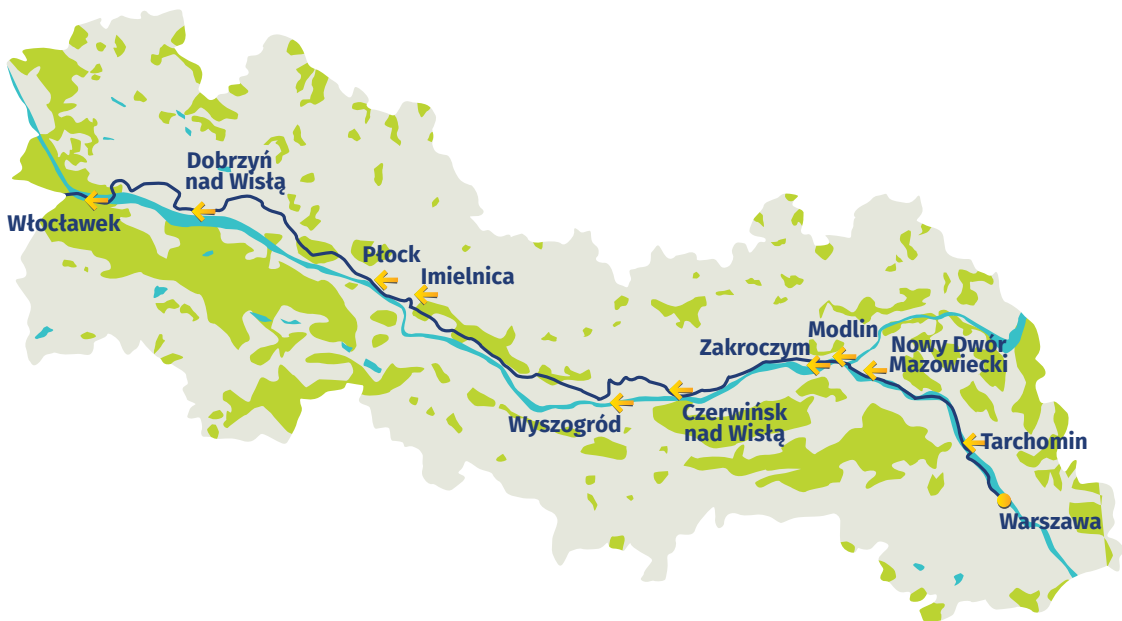 Dobrzyń
nad Wisłą
Włocławek
Płock
Imielnica
Modlin
Zakroczym
Nowy Dwór
Mazowiecki
Wyszogród
Czerwińsk
nad Wisłą
Tarchomin
Warszawa